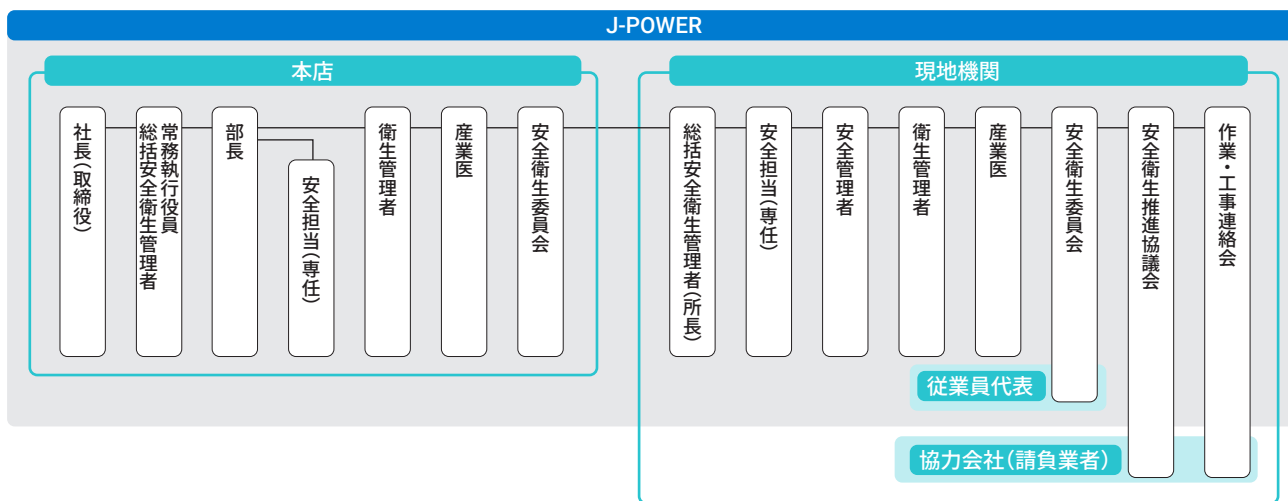 J-POWER
本店
現地機関
社長(取締役)
常務執行役員
総括安全衛生管理者
部長
安全担当(専任)
衛生管理者
産業医
安全衛生委員会
総括安全衛生管理者(所長)
安全担当(専任)
安全管理者
衛生管理者
産業医
安全衛生委員会
安全衛生推進協議会
作業・工事連絡会
従業員代表
協力会社(請負業者)